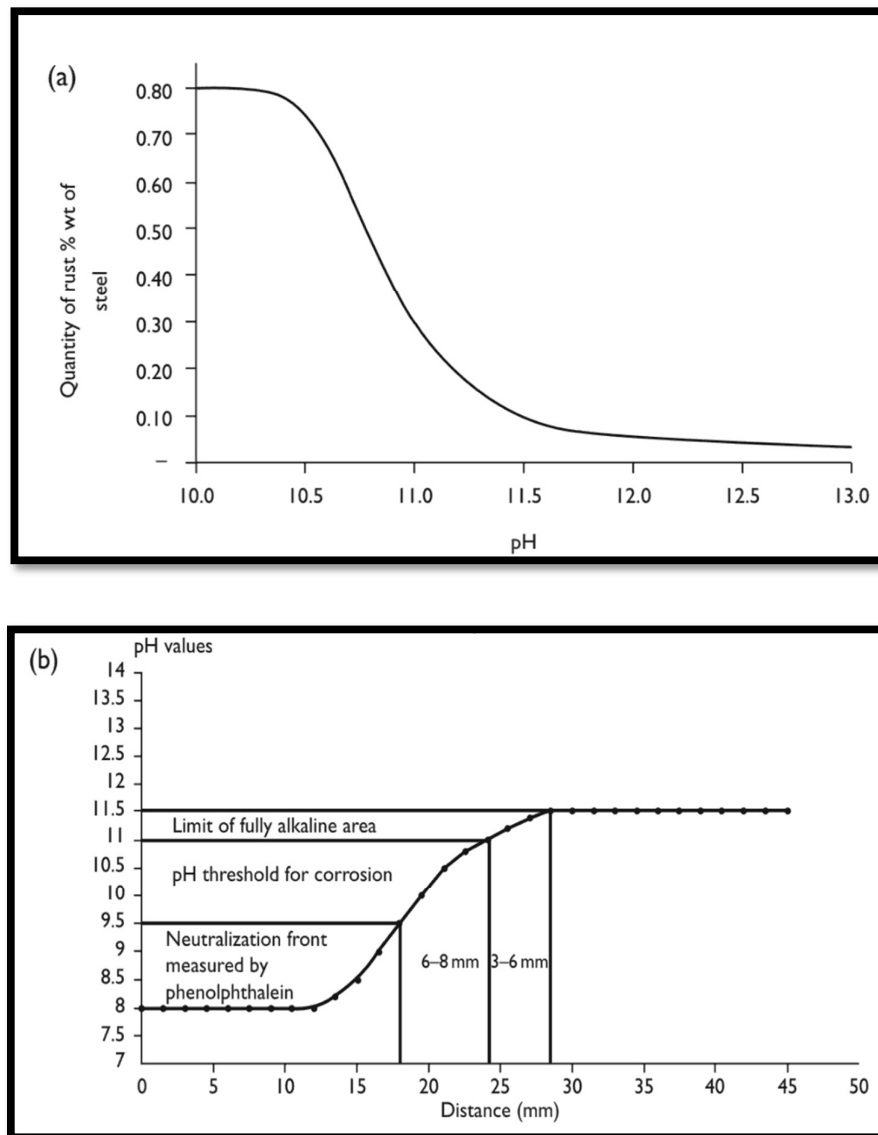 (a)
Quantity of rust % wt of
steel
0.80
0.70
0.60
0.50
0.40
0.30
0.20
0.10
–
10.0 10.5 11.0 11.5 12.0 12.5 13.0
pH
(b)
pH values
14
13.5
13
12.5
12
11.5
Limit of fully alkaline area
11
10.5
pH threshold for corrosion
10
9.5
Neutralization front
9
measured by
6–8 mm 3–6 mm
8.5
phenolphthalein
8
7.5
7
0 5 10 15 20 25 30 35 40 45 50
Distance (mm)